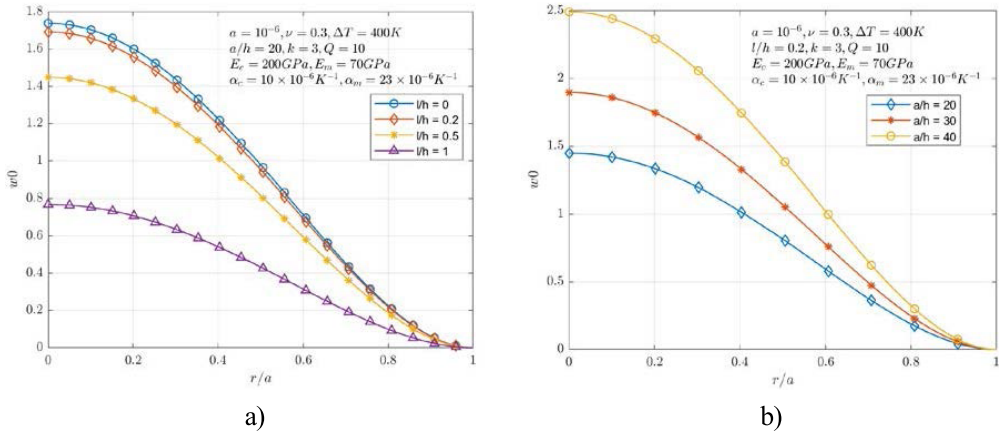 1.8
1.6
1.4
1.2
1
0.8
0.6
0.4
0.2
0
w0
a = 10⁻⁶, ν = 0.3, ΔT = 400K
a/h = 20, k = 3, Q = 10
E_c = 200GPa, E_m = 70GPa
α_c = 10 × 10⁻⁶K⁻¹, α_m = 23 × 10⁻⁶K⁻¹
l/h = 0
l/h = 0.2
l/h = 0.5
l/h = 1
0 0.2 0.4 0.6 0.8 1
r/a
a)
2.5
2
1.5
1
0.5
0
w0
a = 10⁻⁶, ν = 0.3, ΔT = 400K
l/h = 0.2, k = 3, Q = 10
E_c = 200GPa, E_m = 70GPa
α_c = 10 × 10⁻⁶K⁻¹, α_m = 23 × 10⁻⁶K⁻¹
a/h = 20
a/h = 30
a/h = 40
0 0.2 0.4 0.6 0.8 1
r/a
b)